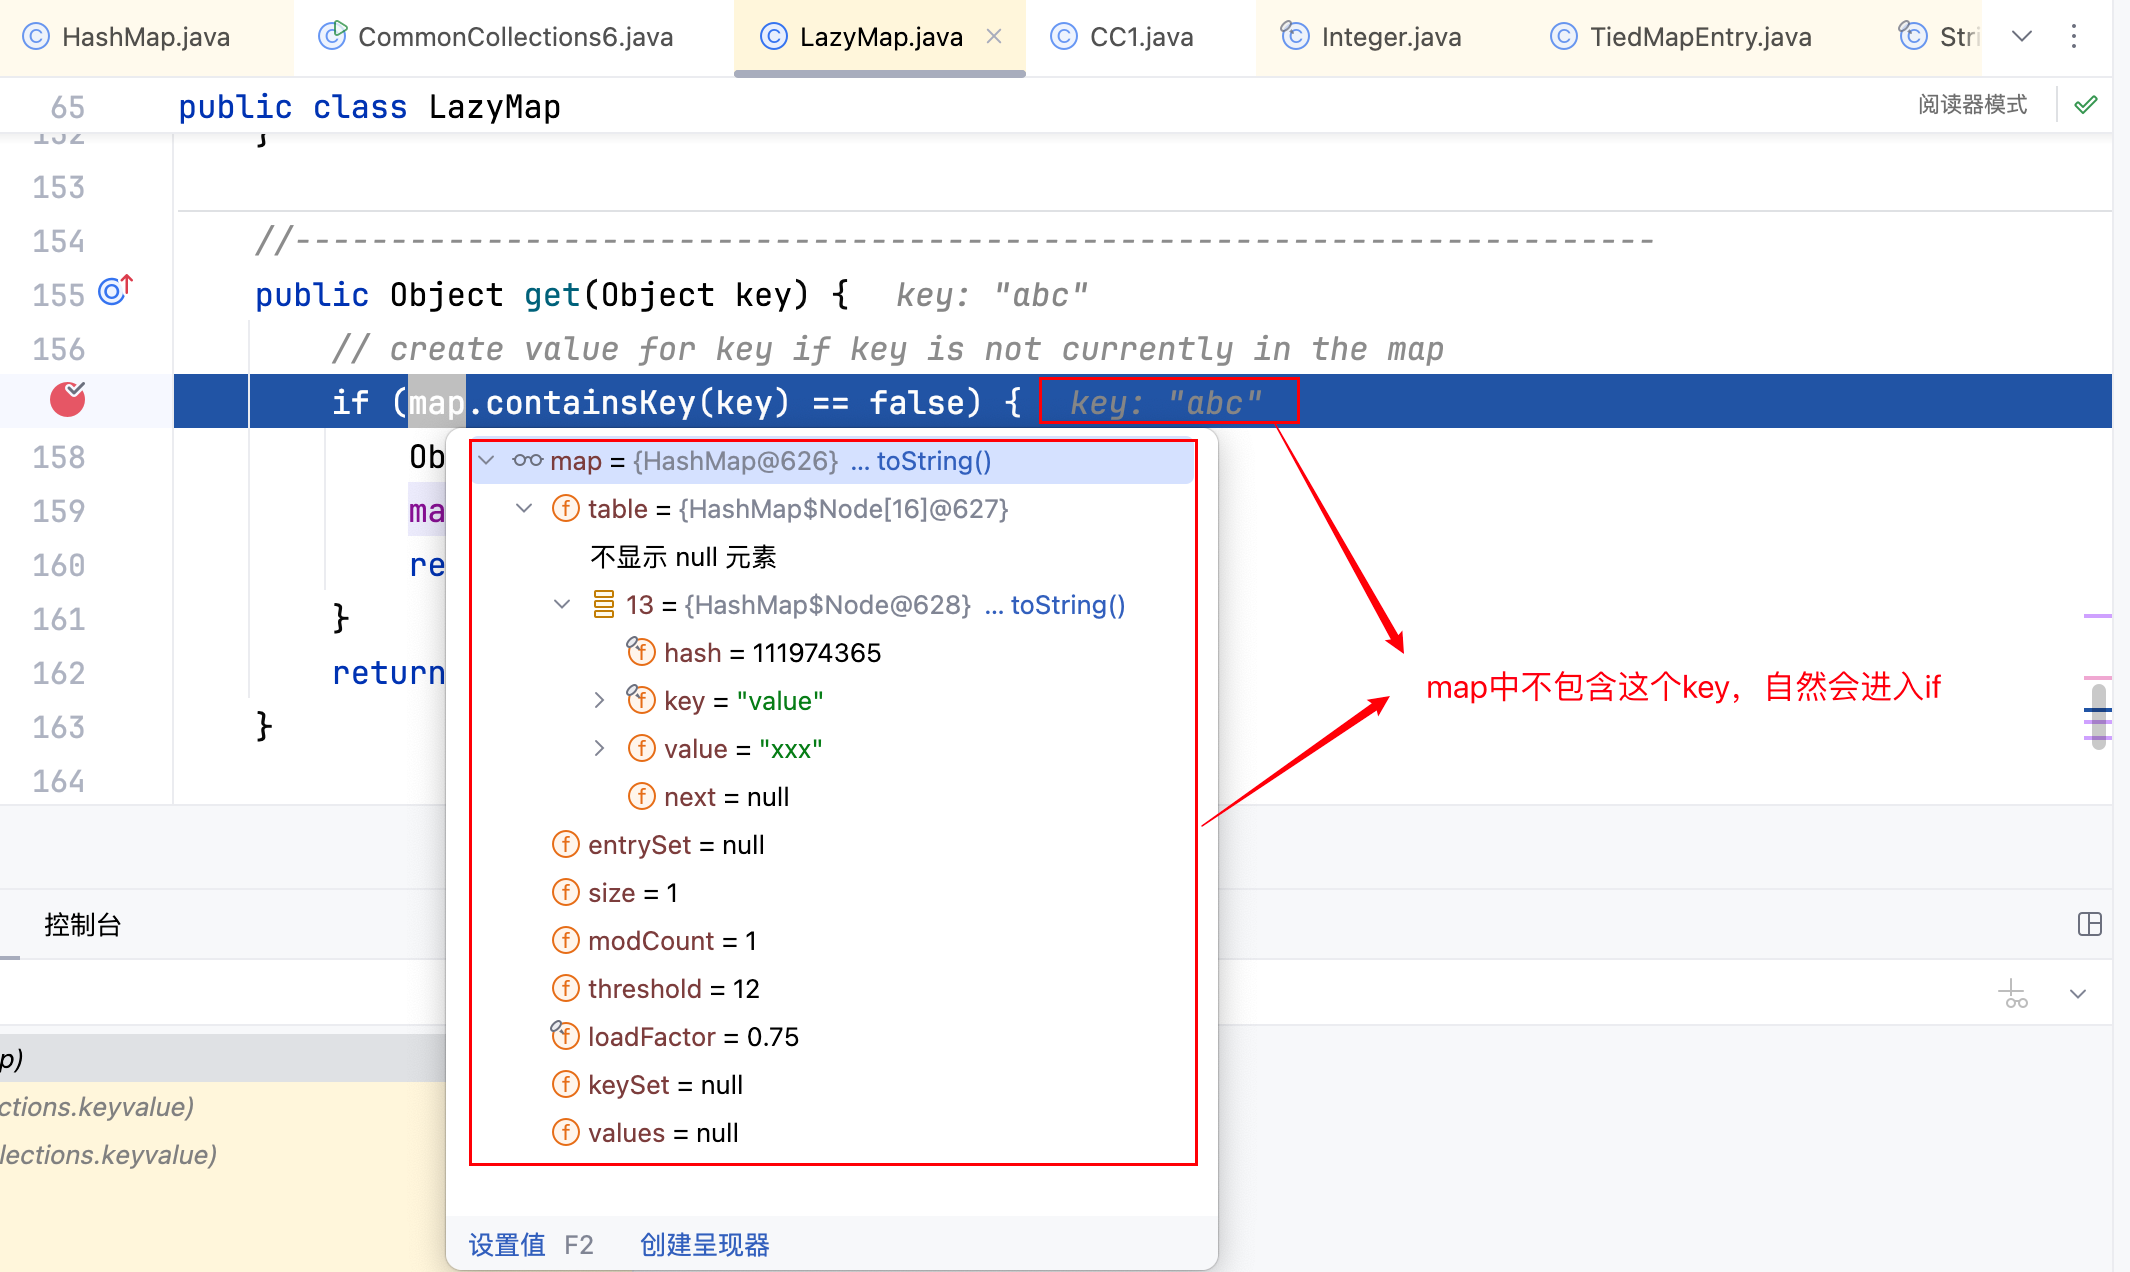 HashMap.java CommonCollections6.java LazyMap.java CC1.java Integer.java TiedMapEntry.java Stri
65 public class LazyMap 阅读器模式
152 }
153
154 //-----------------------------------------------------------------------
155 public Object get(Object key) { key: "abc"
156 // create value for key if key is not currently in the map
if (map.containsKey(key) == false) { key: "abc"
158 Ob
159 ma
160 re
161 }
162 return
163 }
164
map = {HashMap@626} ... toString()
table = {HashMap$Node[16]@627}
不显示 null 元素
13 = {HashMap$Node@628} ... toString()
hash = 111974365
key = "value"
value = "xxx"
next = null
entrySet = null
size = 1
modCount = 1
threshold = 12
loadFactor = 0.75
keySet = null
values = null
设置值 F2 创建呈现器
map中不包含这个key，自然会进入if
控制台
p)
ctions.keyvalue)
lections.keyvalue)